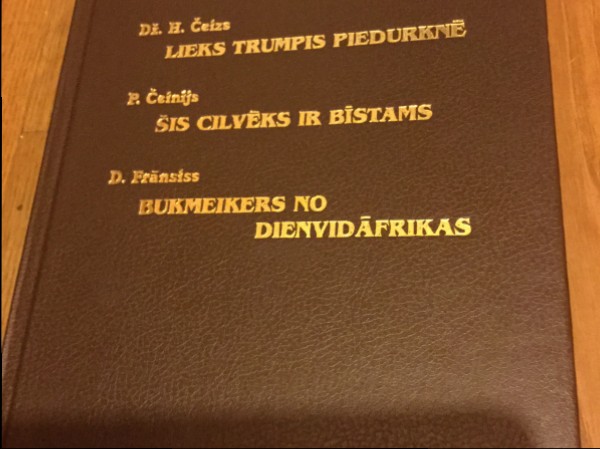 Dž. H. Čeizs
LIEKS TRUMPIS PIEDURKNĒ
P. Čeinijs
ŠIS CILVĒKS IR BĪSTAMS
D. Frānsiss
BUKMEIKERS NO
DIENVIDĀFRIKAS